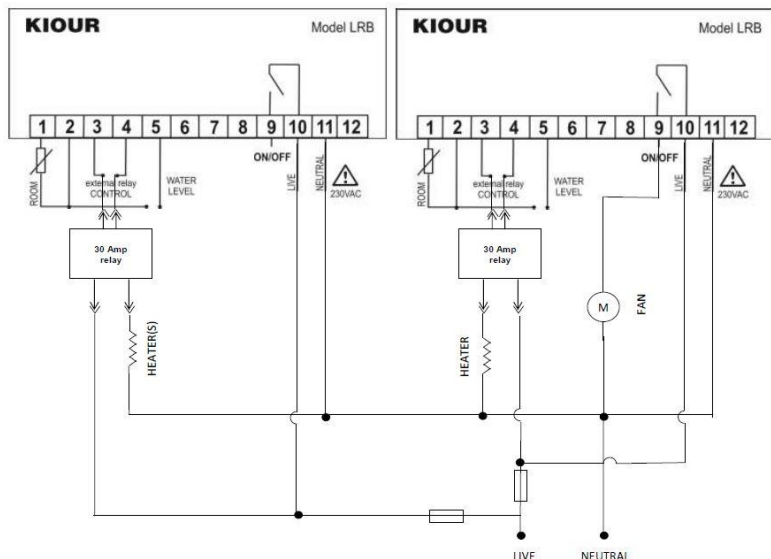 KIOUR Model LRB
1 2 3 4 5 6 7 8 9 10 11 12
ROOM
external relay
CONTROL
WATER
LEVEL
ON/OFF
LIVE
NEUTRAL
230VAC
30 Amp
relay
HEATER(S)
KIOUR Model LRB
1 2 3 4 5 6 7 8 9 10 11 12
ROOM
external relay
CONTROL
WATER
LEVEL
ON/OFF
LIVE
NEUTRAL
230VAC
30 Amp
relay
HEATER
M
FAN
LIVE
NEUTRAL